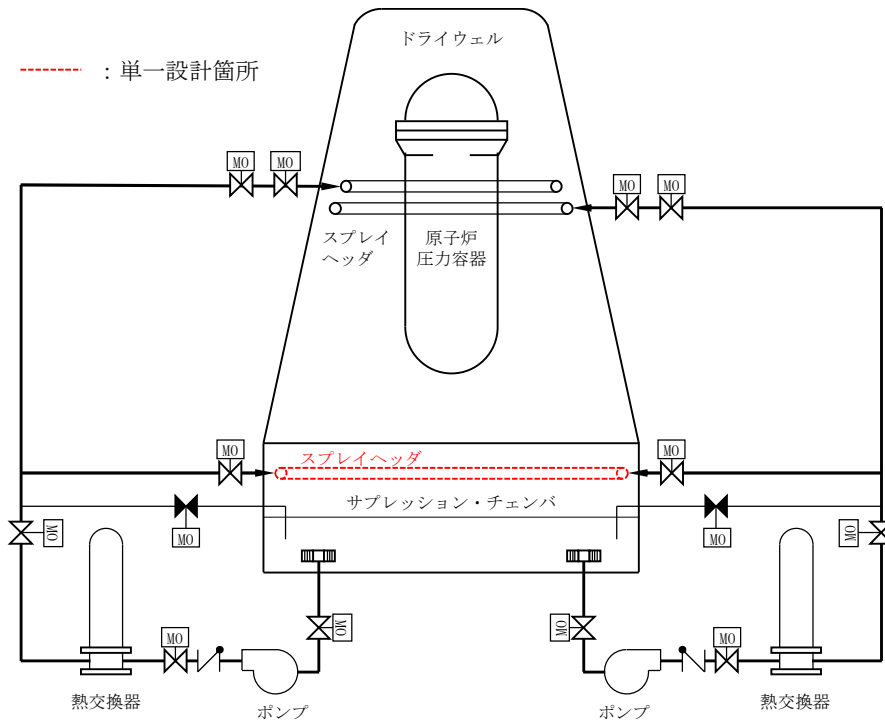 ドライウェル
：単一設計箇所
MO
MO
MO
MO
スプレイ
ヘッダ
原子炉
圧力容器
MO
MO
スプレイヘッダ
サプレッション・チェンバ
MO
MO
MO
MO
MO
MO
MO
MO
熱交換器
ポンプ
ポンプ
熱交換器